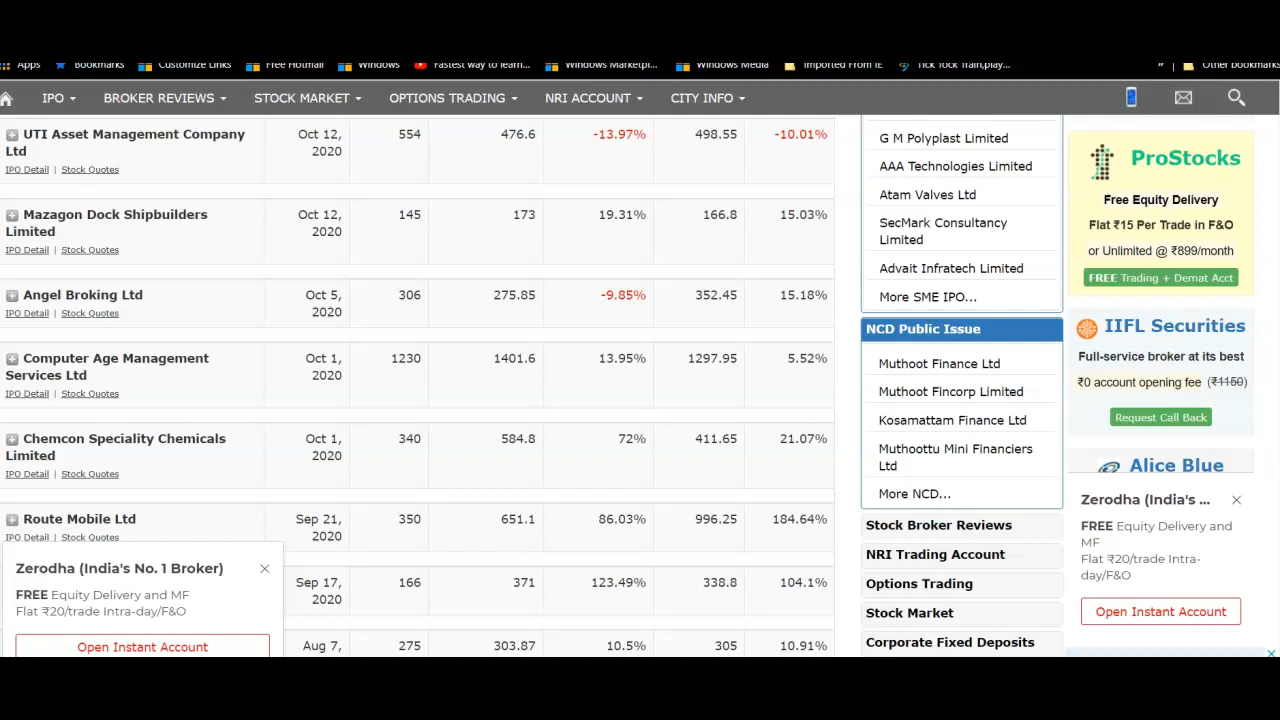 Apps Bookmarks Customize Links Free Hotmail Windows Fastest way to learn... Windows Marketpl... Windows Media Imported From IE Tick Tock Train,play... » Other bookmarks
IPO BROKER REVIEWS STOCK MARKET OPTIONS TRADING NRI ACCOUNT CITY INFO
UTI Asset Management Company Ltd
IPO Detail | Stock Quotes
Oct 12, 2020 554 476.6 -13.97% 498.55 -10.01%
Mazagon Dock Shipbuilders Limited
IPO Detail | Stock Quotes
Oct 12, 2020 145 173 19.31% 166.8 15.03%
Angel Broking Ltd
IPO Detail | Stock Quotes
Oct 5, 2020 306 275.85 -9.85% 352.45 15.18%
Computer Age Management Services Ltd
IPO Detail | Stock Quotes
Oct 1, 2020 1230 1401.6 13.95% 1297.95 5.52%
Chemcon Speciality Chemicals Limited
IPO Detail | Stock Quotes
Oct 1, 2020 340 584.8 72% 411.65 21.07%
Route Mobile Ltd
IPO Detail | Stock Quotes
Sep 21, 2020 350 651.1 86.03% 996.25 184.64%
Sep 17, 2020 166 371 123.49% 338.8 104.1%
Aug 7, 275 303.87 10.5% 305 10.91%
Zerodha (India's No. 1 Broker)
FREE Equity Delivery and MF
Flat ₹20/trade Intra-day/F&O
Open Instant Account
G M Polyplast Limited
AAA Technologies Limited
Atam Valves Ltd
SecMark Consultancy
Limited
Advait Infratech Limited
More SME IPO...
NCD Public Issue
Muthoot Finance Ltd
Muthoot Fincorp Limited
Kosamattam Finance Ltd
Muthoottu Mini Financiers
Ltd
More NCD...
Stock Broker Reviews
NRI Trading Account
Options Trading
Stock Market
Corporate Fixed Deposits
ProStocks
Free Equity Delivery
Flat ₹15 Per Trade in F&O
or Unlimited @ ₹899/month
FREE Trading + Demat Acct
IIFL Securities
Full-service broker at its best
₹0 account opening fee (₹1150)
Request Call Back
Alice Blue
Zerodha (India's ...
FREE Equity Delivery and
MF
Flat ₹20/trade Intra-
day/F&O
Open Instant Account